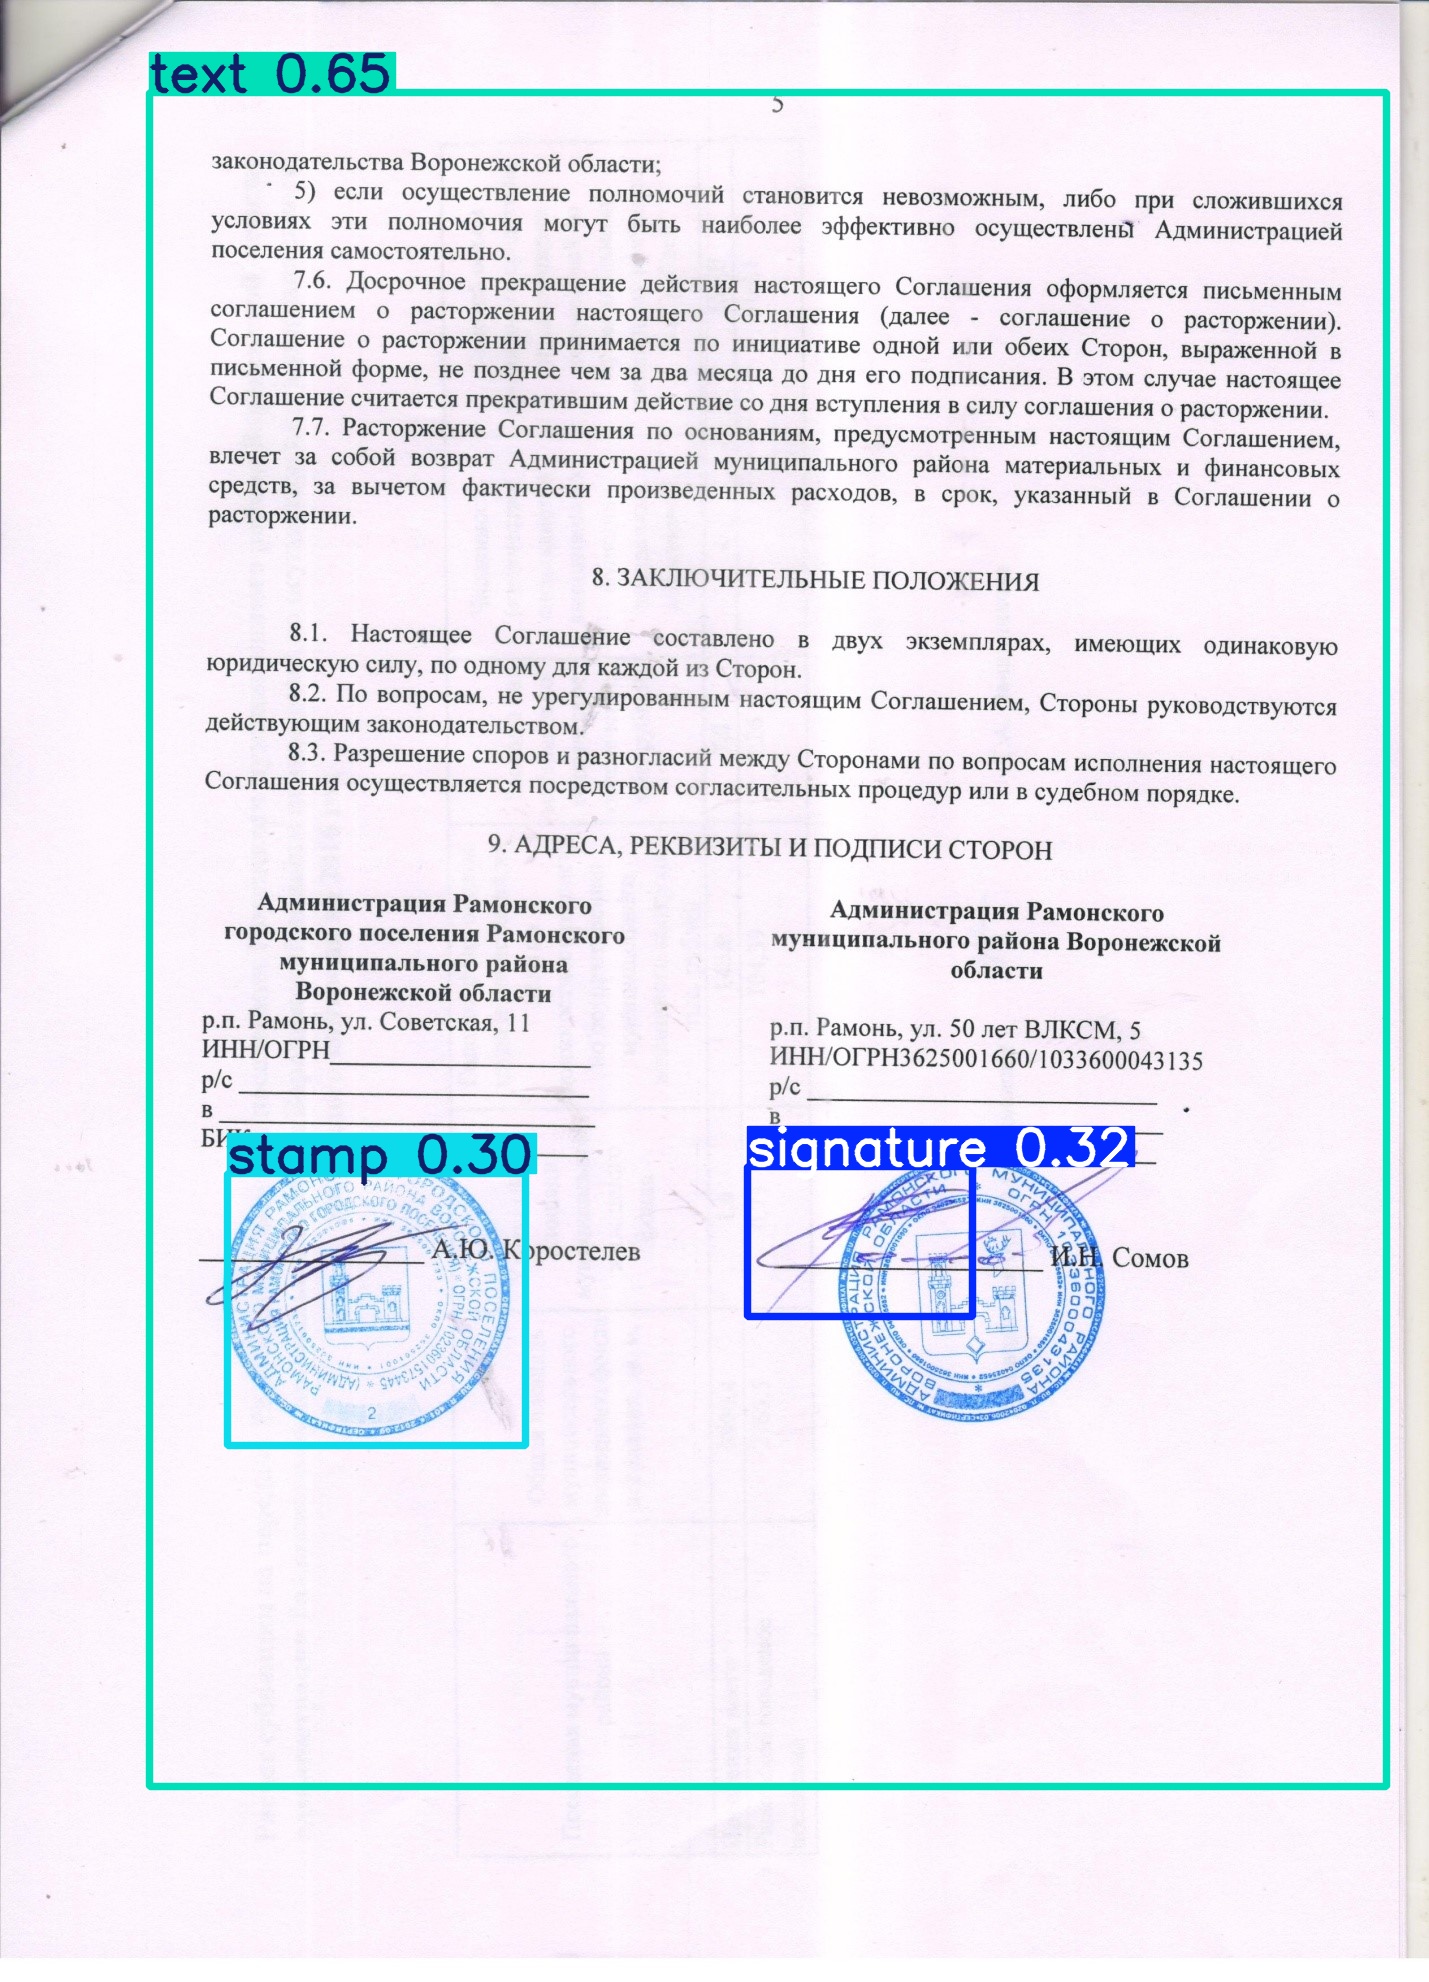 text 0.65
5
законодательства Воронежской области;
5) если осуществление полномочий становится невозможным, либо при сложившихся
условиях эти полномочия могут быть наиболее эффективно осуществлены Администрацией
поселения самостоятельно.
7.6. Досрочное прекращение действия настоящего Соглашения оформляется письменным
соглашением о расторжении настоящего Соглашения (далее - соглашение о расторжении).
Соглашение о расторжении принимается по инициативе одной или обеих Сторон, выраженной в
письменной форме, не позднее чем за два месяца до дня его подписания. В этом случае настоящее
Соглашение считается прекратившим действие со дня вступления в силу соглашения о расторжении.
7.7. Расторжение Соглашения по основаниям, предусмотренным настоящим Соглашением,
влечет за собой возврат Администрацией муниципального района материальных и финансовых
средств, за вычетом фактически произведенных расходов, в срок, указанный в Соглашении о
расторжении.
8. ЗАКЛЮЧИТЕЛЬНЫЕ ПОЛОЖЕНИЯ
8.1. Настоящее Соглашение составлено в двух экземплярах, имеющих одинаковую
юридическую силу, по одному для каждой из Сторон.
8.2. По вопросам, не урегулированным настоящим Соглашением, Стороны руководствуются
действующим законодательством.
8.3. Разрешение споров и разногласий между Сторонами по вопросам исполнения настоящего
Соглашения осуществляется посредством согласительных процедур или в судебном порядке.
9. АДРЕСА, РЕКВИЗИТЫ И ПОДПИСИ СТОРОН
Администрация Рамонского
городского поселения Рамонского
муниципального района
Воронежской области
р.п. Рамонь, ул. Советская, 11
ИНН/ОГРН
р/с
в
stamp 0.30
А.Ю. Коростелев
2
Администрация Рамонского
муниципального района Воронежской
области
р.п. Рамонь, ул. 50 лет ВЛКСМ, 5
ИНН/ОГРН3625001660/1033600043135
р/с
в
signature 0.32
И.Н. Сомов